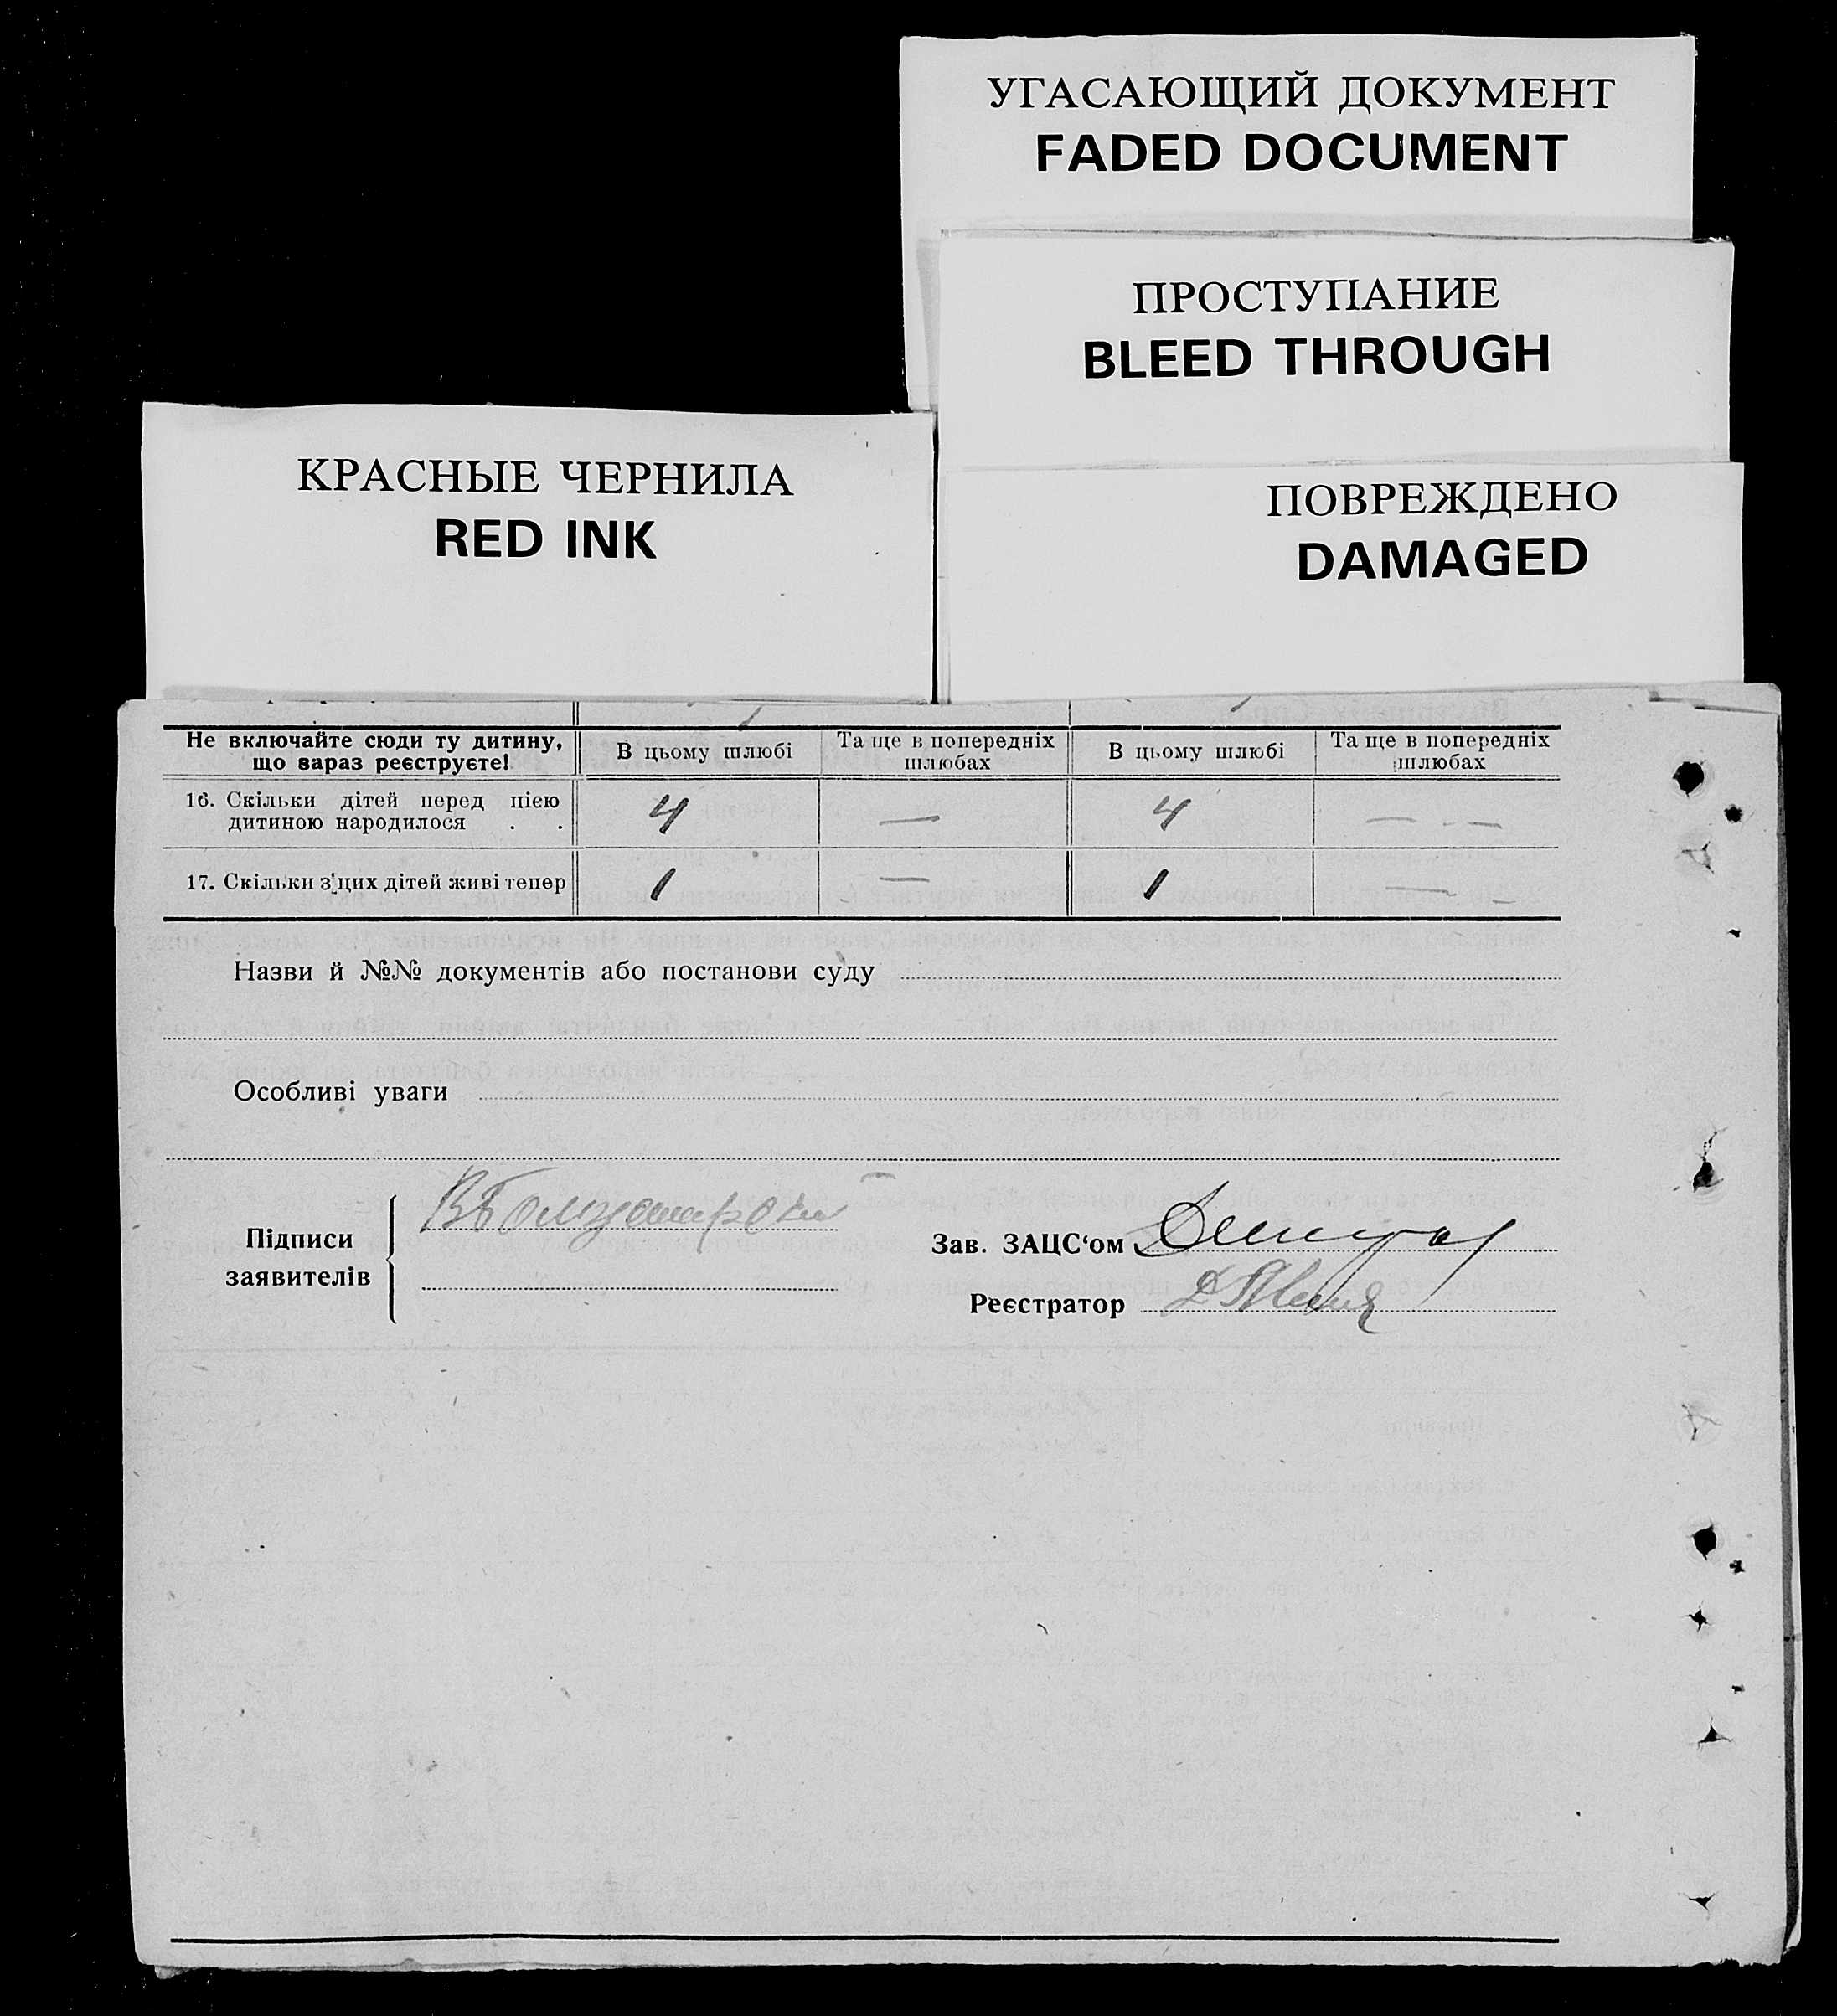 УГАСАЮЩИЙ ДОКУМЕНТ
FADED DOCUMENT
ПРОСТУПАНИЕ
BLEED THROUGH
КРАСНЫЕ ЧЕРНИЛА
RED INK
ПОВРЕЖДЕНО
DAMAGED
Не включайте сюди ту дитину, що вараз реєструєте!
В цьому шлюбі
Та ще в попередніх шлюбах
В цьому шлюбі
Та ще в попередніх шлюбах
16. Скільки дітей перед цією
дитиною народилося . .
4 — 4 — - —
17. Скільки з'цих дітей живі тепер 1 — 1 —
Назви й №№ документів або постанови суду
Особливі уваги
Підписи
заявителів
Зав. ЗАЦС‘ом
Реєстратор